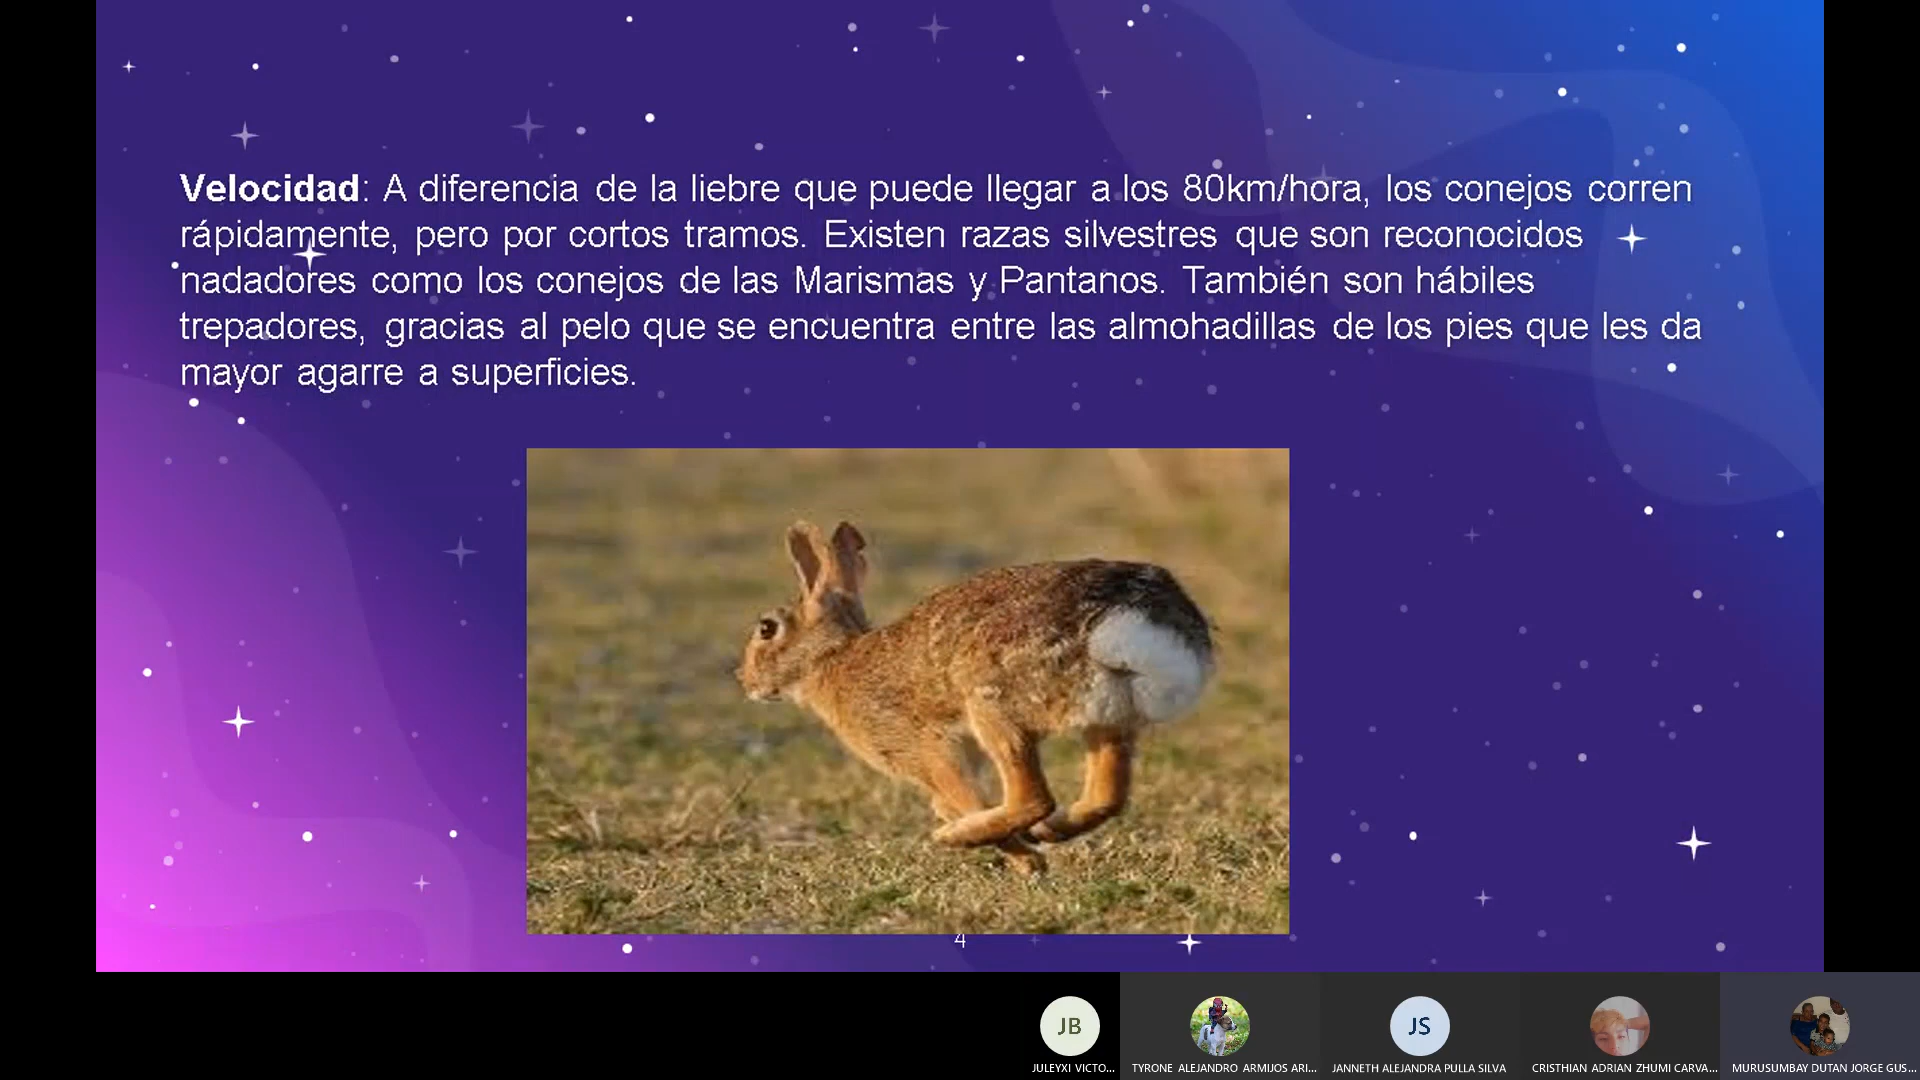 Velocidad: A diferencia de la liebre que puede llegar a los 80km/hora, los conejos corren
rápidamente, pero por cortos tramos. Existen razas silvestres que son reconocidos
nadadores como los conejos de las Marismas y Pantanos. También son hábiles
trepadores, gracias al pelo que se encuentra entre las almohadillas de los pies que les da
mayor agarre a superficies.
4
JB
JS
JULEYXI VICTO...
TYRONE ALEJANDRO ARMIJOS ARI...
JANNETH ALEJANDRA PULLA SILVA
CRISTHIAN ADRIAN ZHUMI CARVA...
MURUSUMBAY DUTAN JORGE GUS...